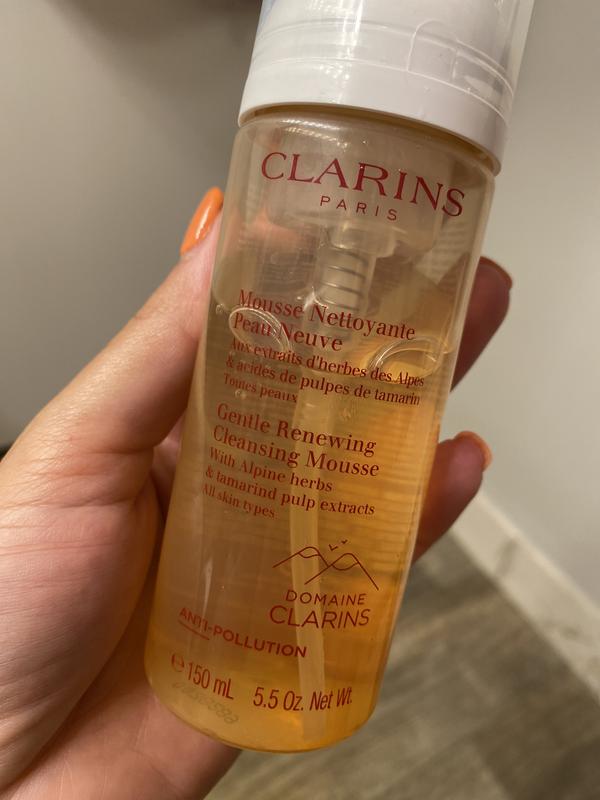 CLARINS
PARIS
Mousse Nettoyante
Peau Neuve
Aux extraits d'herbes des Alpes
& acides de pulpes de tamarin
Toutes peaux
Gentle Renewing
Cleansing Mousse
With Alpine herbs
& tamarind pulp extracts
All skin types
DOMAINE
CLARINS
ANTI-POLLUTION
℮ 150 mL 5.5 Oz. Net Wt.